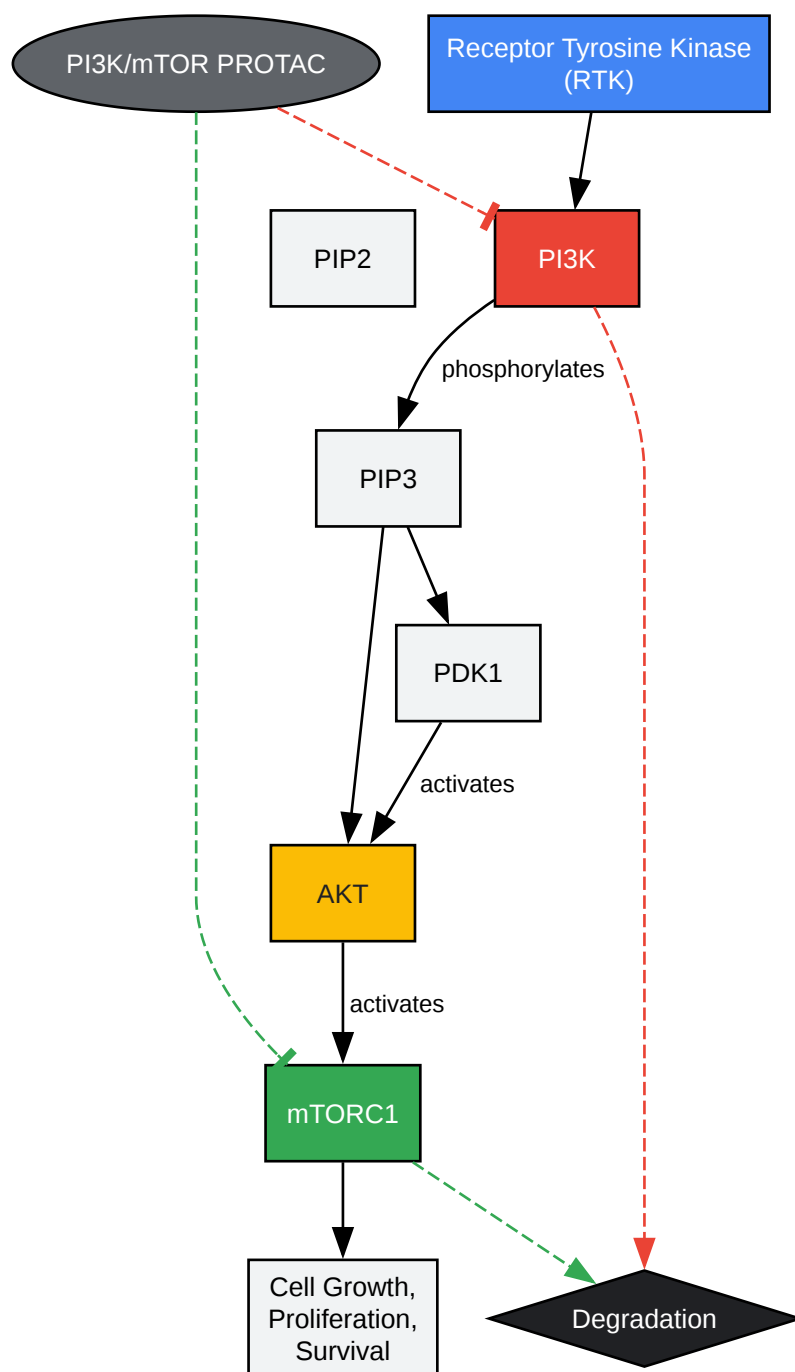 PI3K/mTOR PROTAC
Receptor Tyrosine Kinase
(RTK)
PIP2
PI3K
phosphorylates
PIP3
PDK1
activates
AKT
activates
mTORC1
Cell Growth,
Proliferation,
Survival
Degradation